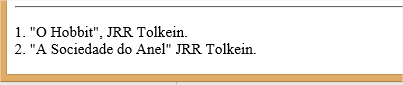 1. "O Hobbit", JRR Tolkein.
2. "A Sociedade do Anel" JRR Tolkein.